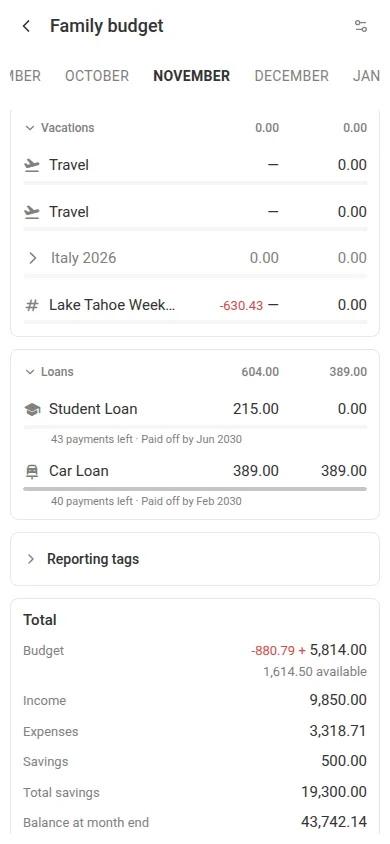 Family budget
MBER OCTOBER NOVEMBER DECEMBER JAN
Vacations 0.00 0.00
Travel — 0.00
Travel — 0.00
Italy 2026 0.00 0.00
# Lake Tahoe Week... -630.43 — 0.00
Loans 604.00 389.00
Student Loan 215.00 0.00
43 payments left · Paid off by Jun 2030
Car Loan 389.00 389.00
40 payments left · Paid off by Feb 2030
Reporting tags
Total
Budget -880.79 + 5,814.00
1,614.50 available
Income 9,850.00
Expenses 3,318.71
Savings 500.00
Total savings 19,300.00
Balance at month end 43,742.14